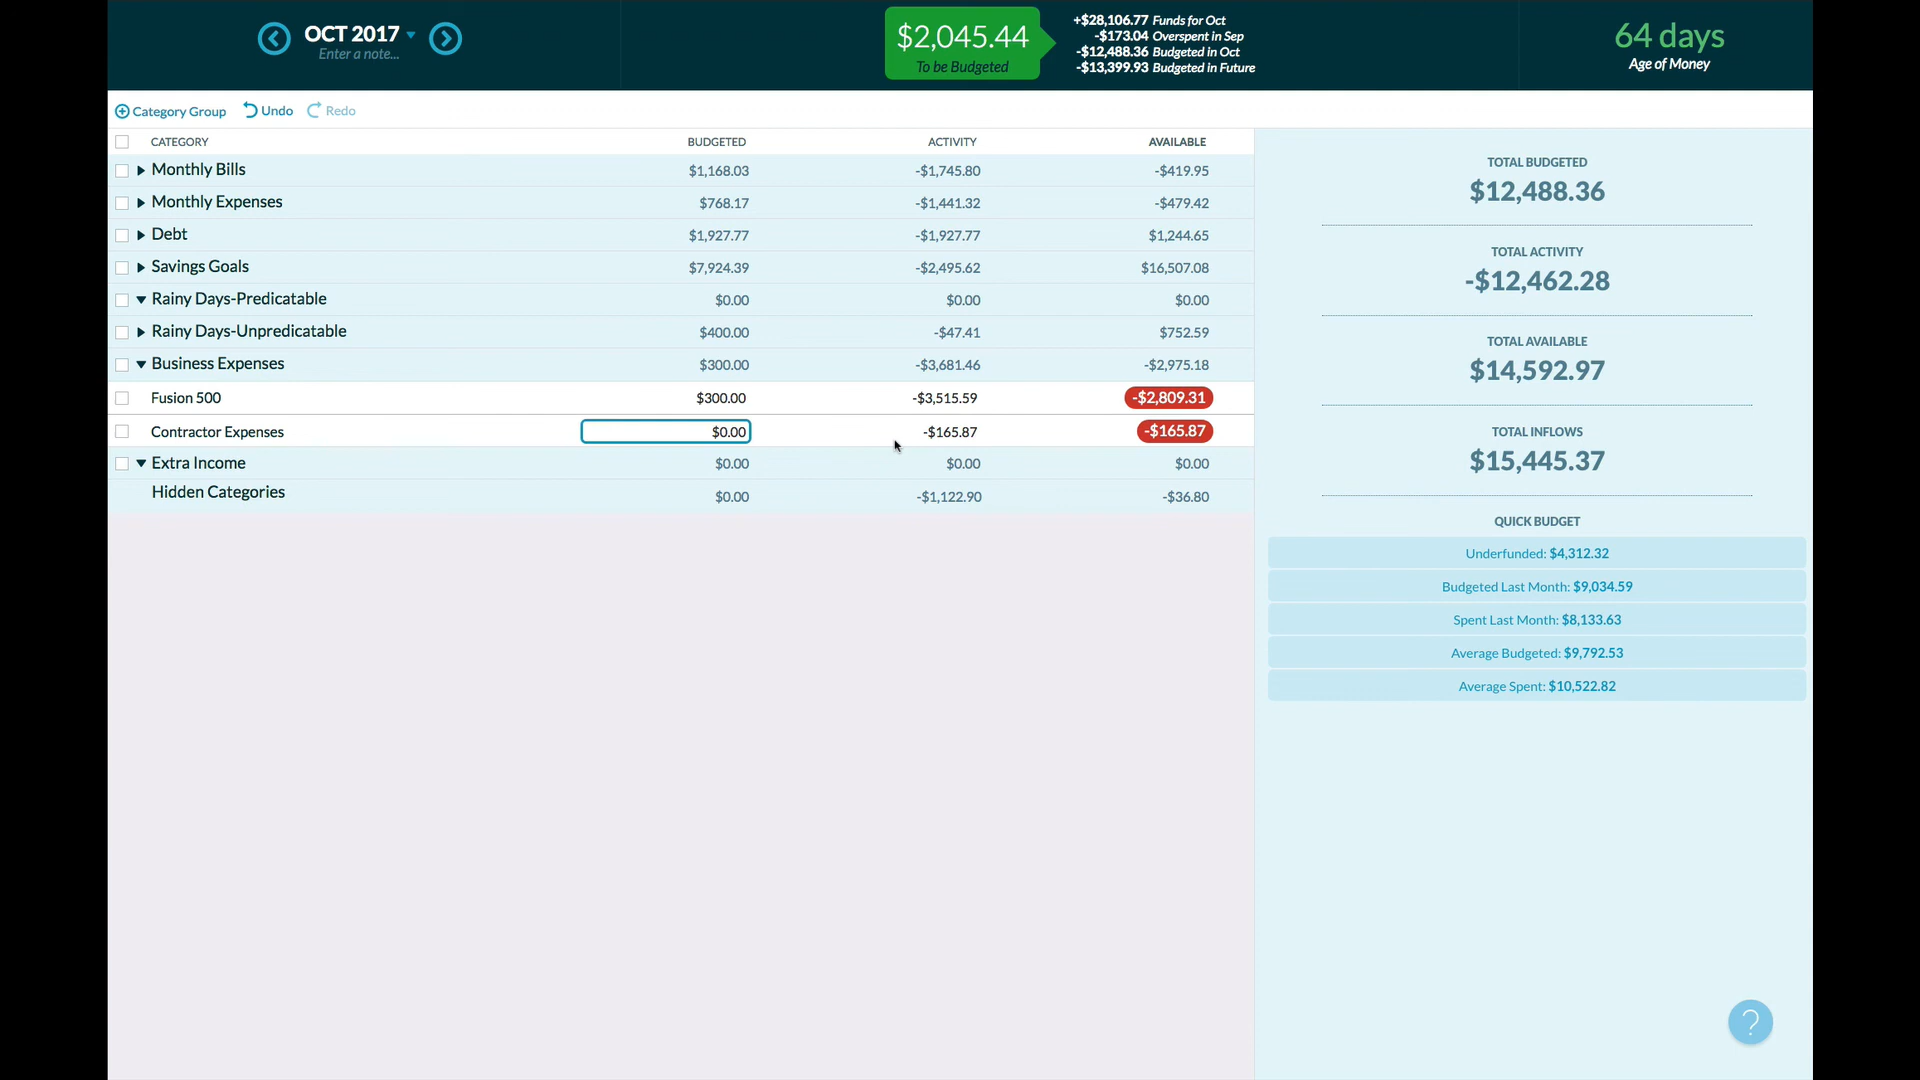 OCT 2017
Enter a note...
$2,045.44
To be Budgeted
+$28,106.77 Funds for Oct
-$173.04 Overspent in Sep
-$12,488.36 Budgeted in Oct
-$13,399.93 Budgeted in Future
64 days
Age of Money
Category Group Undo Redo
CATEGORY BUDGETED ACTIVITY AVAILABLE
Monthly Bills $1,168.03 -$1,745.80 -$419.95
Monthly Expenses $768.17 -$1,441.32 -$479.42
Debt $1,927.77 -$1,927.77 $1,244.65
Savings Goals $7,924.39 -$2,495.62 $16,507.08
Rainy Days-Predicatable $0.00 $0.00 $0.00
Rainy Days-Unpredicatable $400.00 -$47.41 $752.59
Business Expenses $300.00 -$3,681.46 -$2,975.18
Fusion 500 $300.00 -$3,515.59 -$2,809.31
Contractor Expenses $0.00 -$165.87 -$165.87
Extra Income $0.00 $0.00 $0.00
Hidden Categories $0.00 -$1,122.90 -$36.80
TOTAL BUDGETED
$12,488.36
TOTAL ACTIVITY
-$12,462.28
TOTAL AVAILABLE
$14,592.97
TOTAL INFLOWS
$15,445.37
QUICK BUDGET
Underfunded: $4,312.32
Budgeted Last Month: $9,034.59
Spent Last Month: $8,133.63
Average Budgeted: $9,792.53
Average Spent: $10,522.82
?